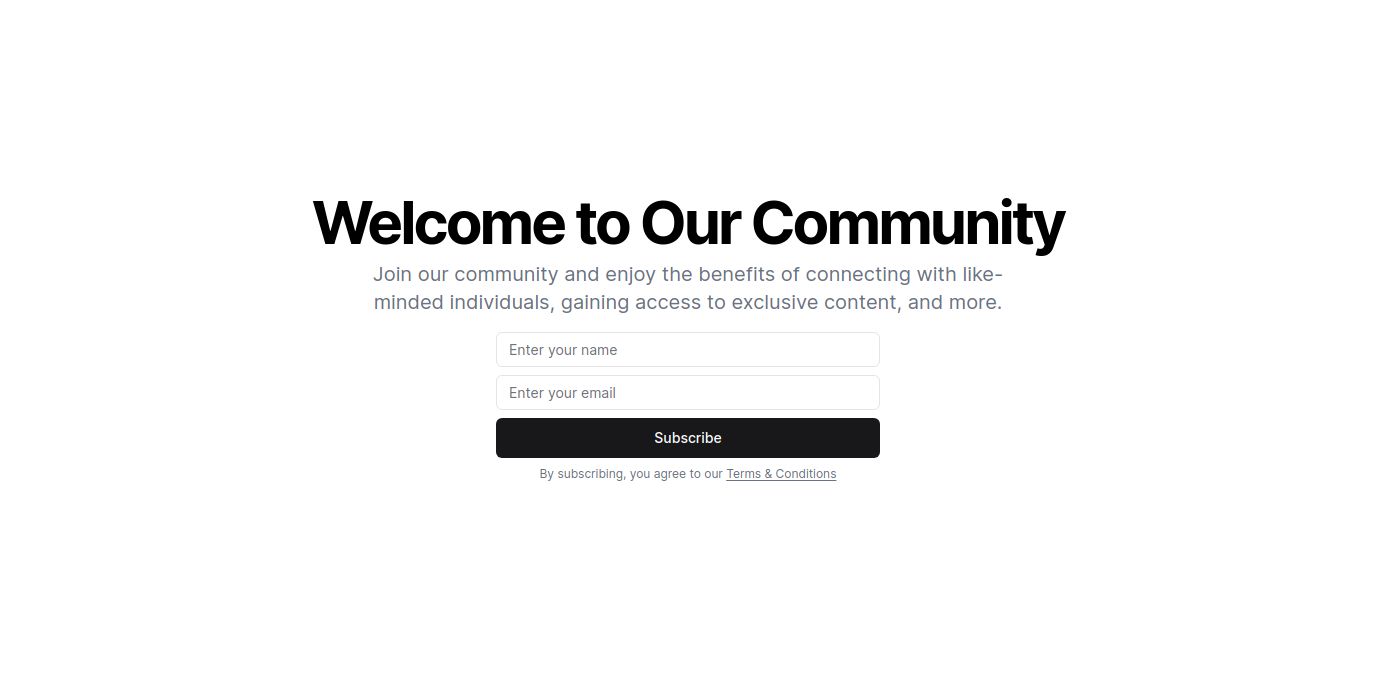 Welcome to Our Community
Join our community and enjoy the benefits of connecting with like-
minded individuals, gaining access to exclusive content, and more.
Enter your name
Enter your email
Subscribe
By subscribing, you agree to our Terms & Conditions